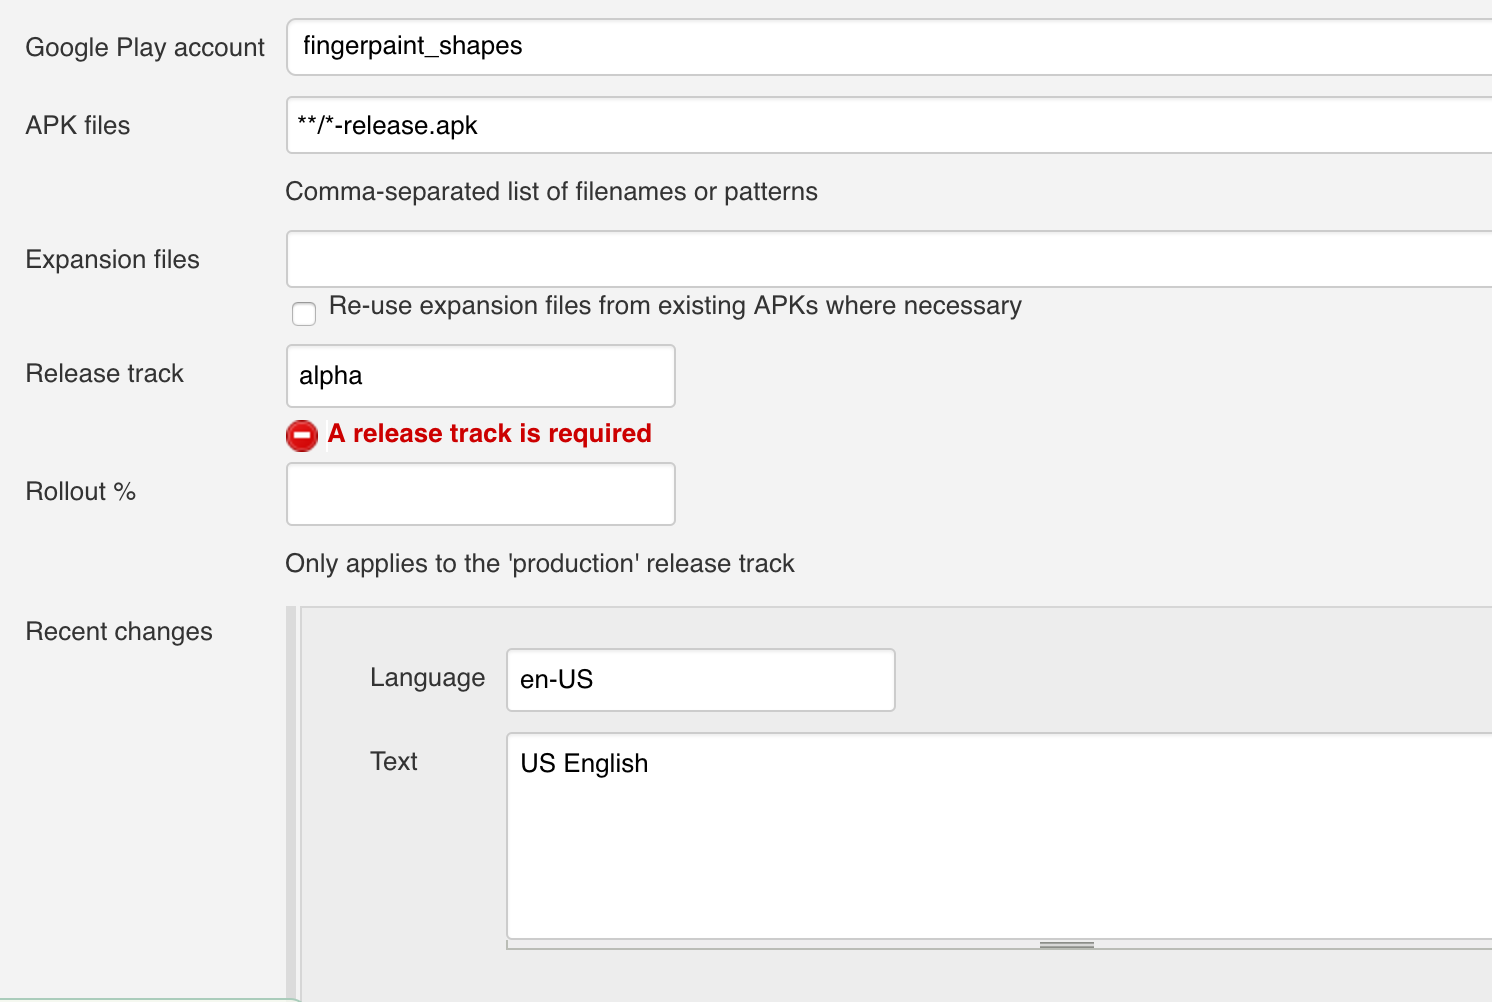 Google Play account fingerpaint_shapes
APK files **/*-release.apk
Comma-separated list of filenames or patterns
Expansion files
Re-use expansion files from existing APKs where necessary
Release track alpha
A release track is required
Rollout %
Only applies to the 'production' release track
Recent changes
Language en-US
Text US English